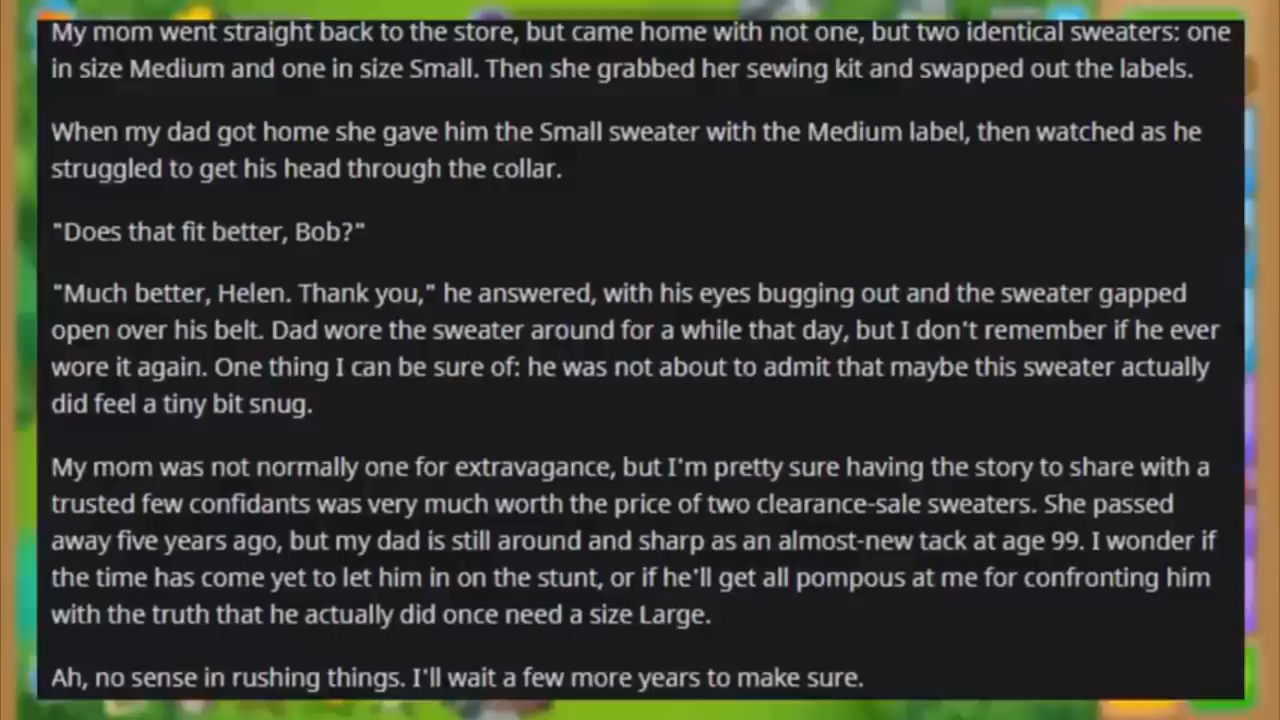 My mom went straight back to the store, but came home with not one, but two identical sweaters: one
in size Medium and one in size Small. Then she grabbed her sewing kit and swapped out the labels.
When my dad got home she gave him the Small sweater with the Medium label, then watched as he
struggled to get his head through the collar.
"Does that fit better, Bob?"
"Much better, Helen. Thank you," he answered, with his eyes bugging out and the sweater gapped
open over his belt. Dad wore the sweater around for a while that day, but I don't remember if he ever
wore it again. One thing I can be sure of: he was not about to admit that maybe this sweater actually
did feel a tiny bit snug.
My mom was not normally one for extravagance, but I'm pretty sure having the story to share with a
trusted few confidants was very much worth the price of two clearance-sale sweaters. She passed
away five years ago, but my dad is still around and sharp as an almost-new tack at age 99. I wonder if
the time has come yet to let him in on the stunt, or if he'll get all pompous at me for confronting him
with the truth that he actually did once need a size Large.
Ah, no sense in rushing things. I'll wait a few more years to make sure.